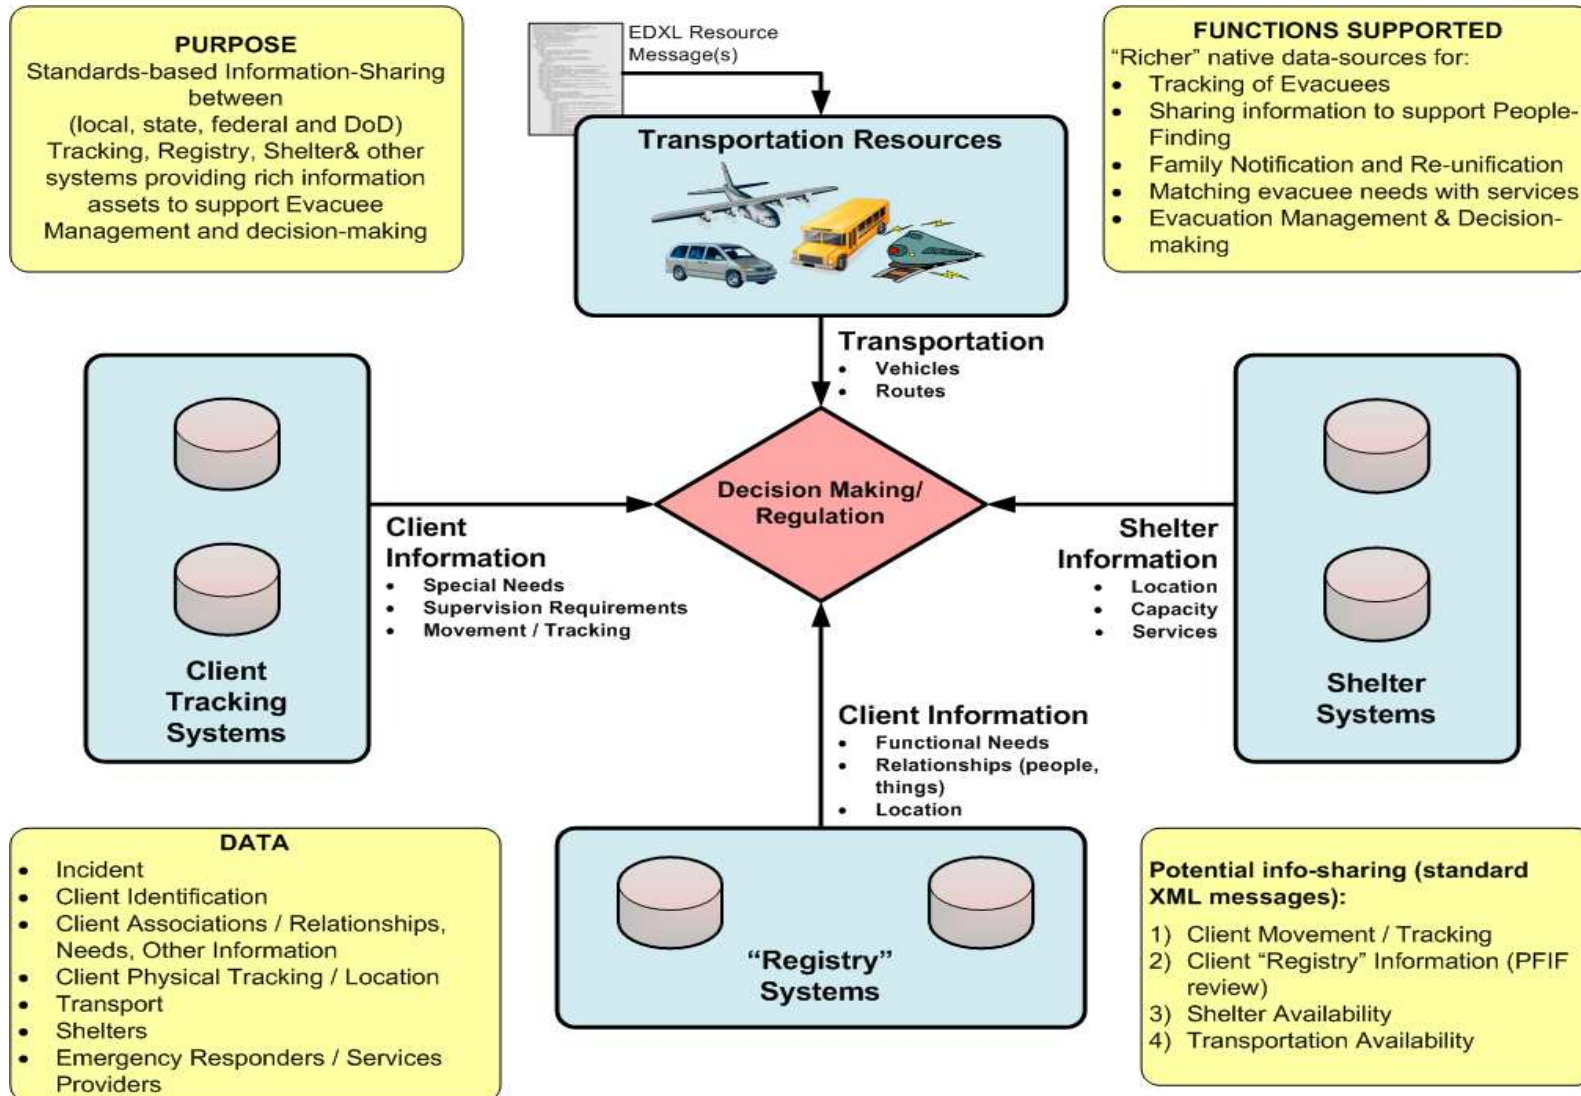 PURPOSE
Standards-based Information-Sharing
between
(local, state, federal and DoD)
Tracking, Registry, Shelter& other
systems providing rich information
assets to support Evacuee
Management and decision-making
EDXL Resource
Message(s)
FUNCTIONS SUPPORTED
“Richer” native data-sources for:
• Tracking of Evacuees
• Sharing information to support People-
Finding
• Family Notification and Re-unification
• Matching evacuee needs with services
• Evacuation Management & Decision-
making
Transportation Resources
Transportation
• Vehicles
• Routes
Client
Tracking
Systems
Client
Information
• Special Needs
• Supervision Requirements
• Movement / Tracking
Decision Making/
Regulation
Shelter
Information
• Location
• Capacity
• Services
Shelter
Systems
Client Information
• Functional Needs
• Relationships (people,
things)
• Location
“Registry”
Systems
DATA
• Incident
• Client Identification
• Client Associations / Relationships,
Needs, Other Information
• Client Physical Tracking / Location
• Transport
• Shelters
• Emergency Responders / Services
Providers
Potential info-sharing (standard
XML messages):
1) Client Movement / Tracking
2) Client “Registry” Information (PFIF
review)
3) Shelter Availability
4) Transportation Availability